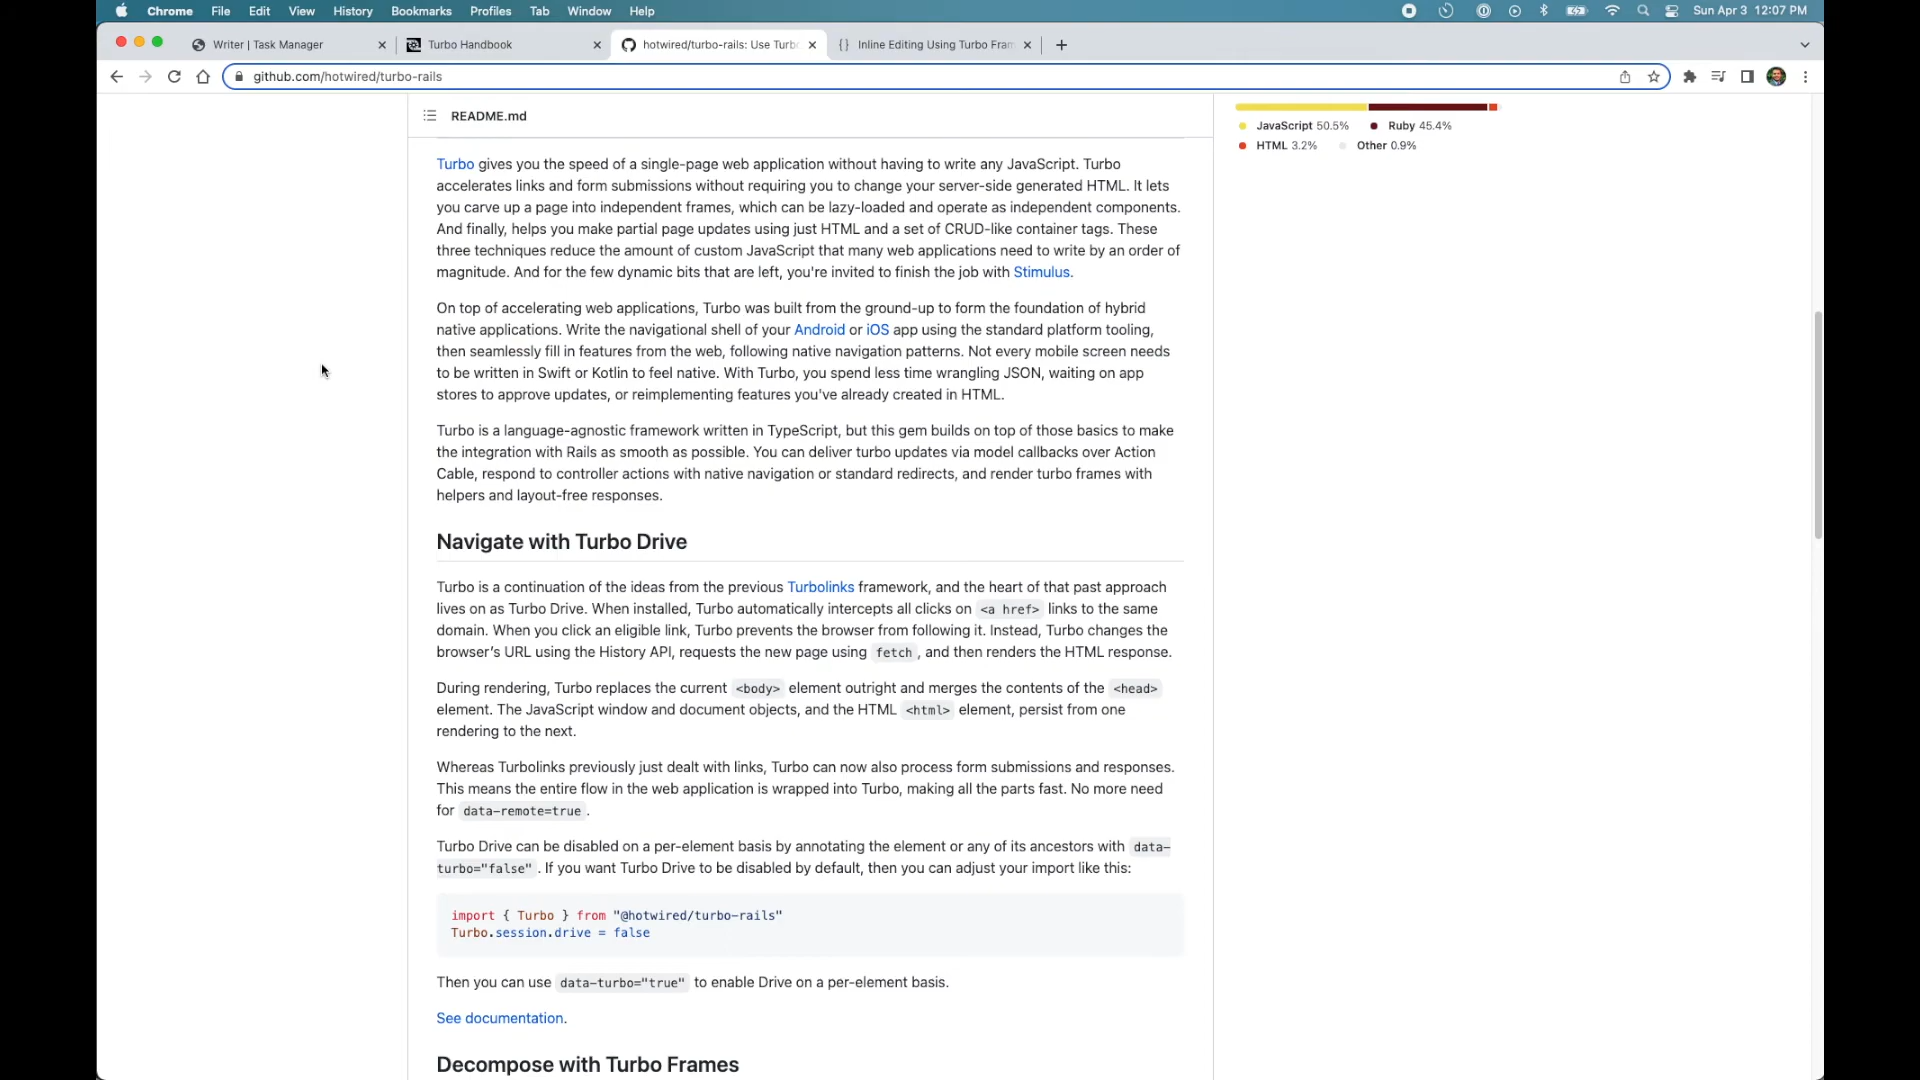 Chrome File Edit View History Bookmarks Profiles Tab Window Help Sun Apr 3 12:07 PM
Writer | Task Manager Turbo Handbook hotwired/turbo-rails: Use Turbo Inline Editing Using Turbo Fram
github.com/hotwired/turbo-rails
README.md
JavaScript 50.5% Ruby 45.4%
HTML 3.2% Other 0.9%
Turbo gives you the speed of a single-page web application without having to write any JavaScript. Turbo
accelerates links and form submissions without requiring you to change your server-side generated HTML. It lets
you carve up a page into independent frames, which can be lazy-loaded and operate as independent components.
And finally, helps you make partial page updates using just HTML and a set of CRUD-like container tags. These
three techniques reduce the amount of custom JavaScript that many web applications need to write by an order of
magnitude. And for the few dynamic bits that are left, you're invited to finish the job with Stimulus.
On top of accelerating web applications, Turbo was built from the ground-up to form the foundation of hybrid
native applications. Write the navigational shell of your Android or iOS app using the standard platform tooling,
then seamlessly fill in features from the web, following native navigation patterns. Not every mobile screen needs
to be written in Swift or Kotlin to feel native. With Turbo, you spend less time wrangling JSON, waiting on app
stores to approve updates, or reimplementing features you've already created in HTML.
Turbo is a language-agnostic framework written in TypeScript, but this gem builds on top of those basics to make
the integration with Rails as smooth as possible. You can deliver turbo updates via model callbacks over Action
Cable, respond to controller actions with native navigation or standard redirects, and render turbo frames with
helpers and layout-free responses.
Navigate with Turbo Drive
Turbo is a continuation of the ideas from the previous Turbolinks framework, and the heart of that past approach
lives on as Turbo Drive. When installed, Turbo automatically intercepts all clicks on <a href> links to the same
domain. When you click an eligible link, Turbo prevents the browser from following it. Instead, Turbo changes the
browser's URL using the History API, requests the new page using fetch, and then renders the HTML response.
During rendering, Turbo replaces the current <body> element outright and merges the contents of the <head>
element. The JavaScript window and document objects, and the HTML <html> element, persist from one
rendering to the next.
Whereas Turbolinks previously just dealt with links, Turbo can now also process form submissions and responses.
This means the entire flow in the web application is wrapped into Turbo, making all the parts fast. No more need
for data-remote=true.
Turbo Drive can be disabled on a per-element basis by annotating the element or any of its ancestors with data-
turbo="false". If you want Turbo Drive to be disabled by default, then you can adjust your import like this:
import { Turbo } from "@hotwired/turbo-rails"
Turbo.session.drive = false
Then you can use data-turbo="true" to enable Drive on a per-element basis.
See documentation.
Decompose with Turbo Frames